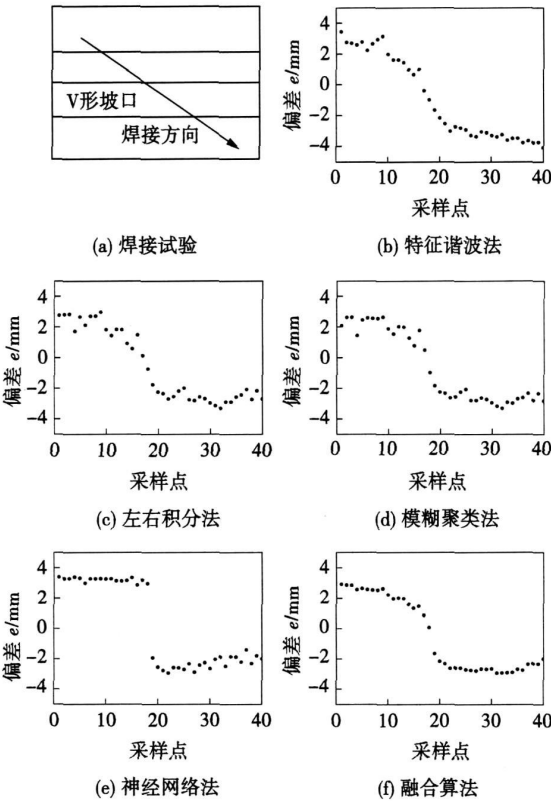 V形坡口
焊接方向
(a) 焊接试验
偏差 e/mm
4
2
0
-2
-4
0 10 20 30 40
采样点
(b) 特征谐波法
偏差 e/mm
4
2
0
-2
-4
0 10 20 30 40
采样点
(c) 左右积分法
偏差 e/mm
4
2
0
-2
-4
0 10 20 30 40
采样点
(d) 模糊聚类法
偏差 e/mm
4
2
0
-2
-4
0 10 20 30 40
采样点
(e) 神经网络法
偏差 e/mm
4
2
0
-2
-4
0 10 20 30 40
采样点
(f) 融合算法